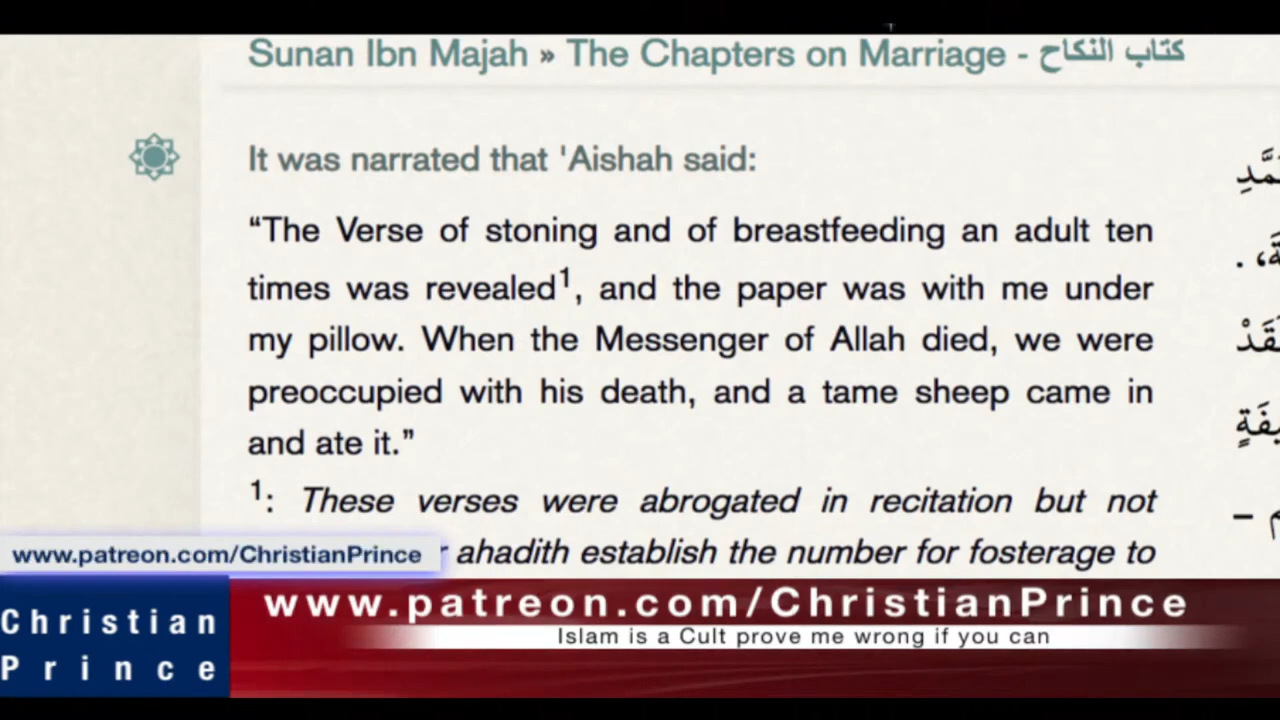 Sunan Ibn Majah » The Chapters on Marriage - كتاب النكاح
It was narrated that 'Aishah said:
“The Verse of stoning and of breastfeeding an adult ten
times was revealed1, and the paper was with me under
my pillow. When the Messenger of Allah died, we were
preoccupied with his death, and a tame sheep came in
and ate it.”
1: These verses were abrogated in recitation but not
ahadith establish the number for fosterage to
www.patreon.com/ChristianPrince
Christian
Prince
www.patreon.com/ChristianPrince
Islam is a Cult prove me wrong if you can